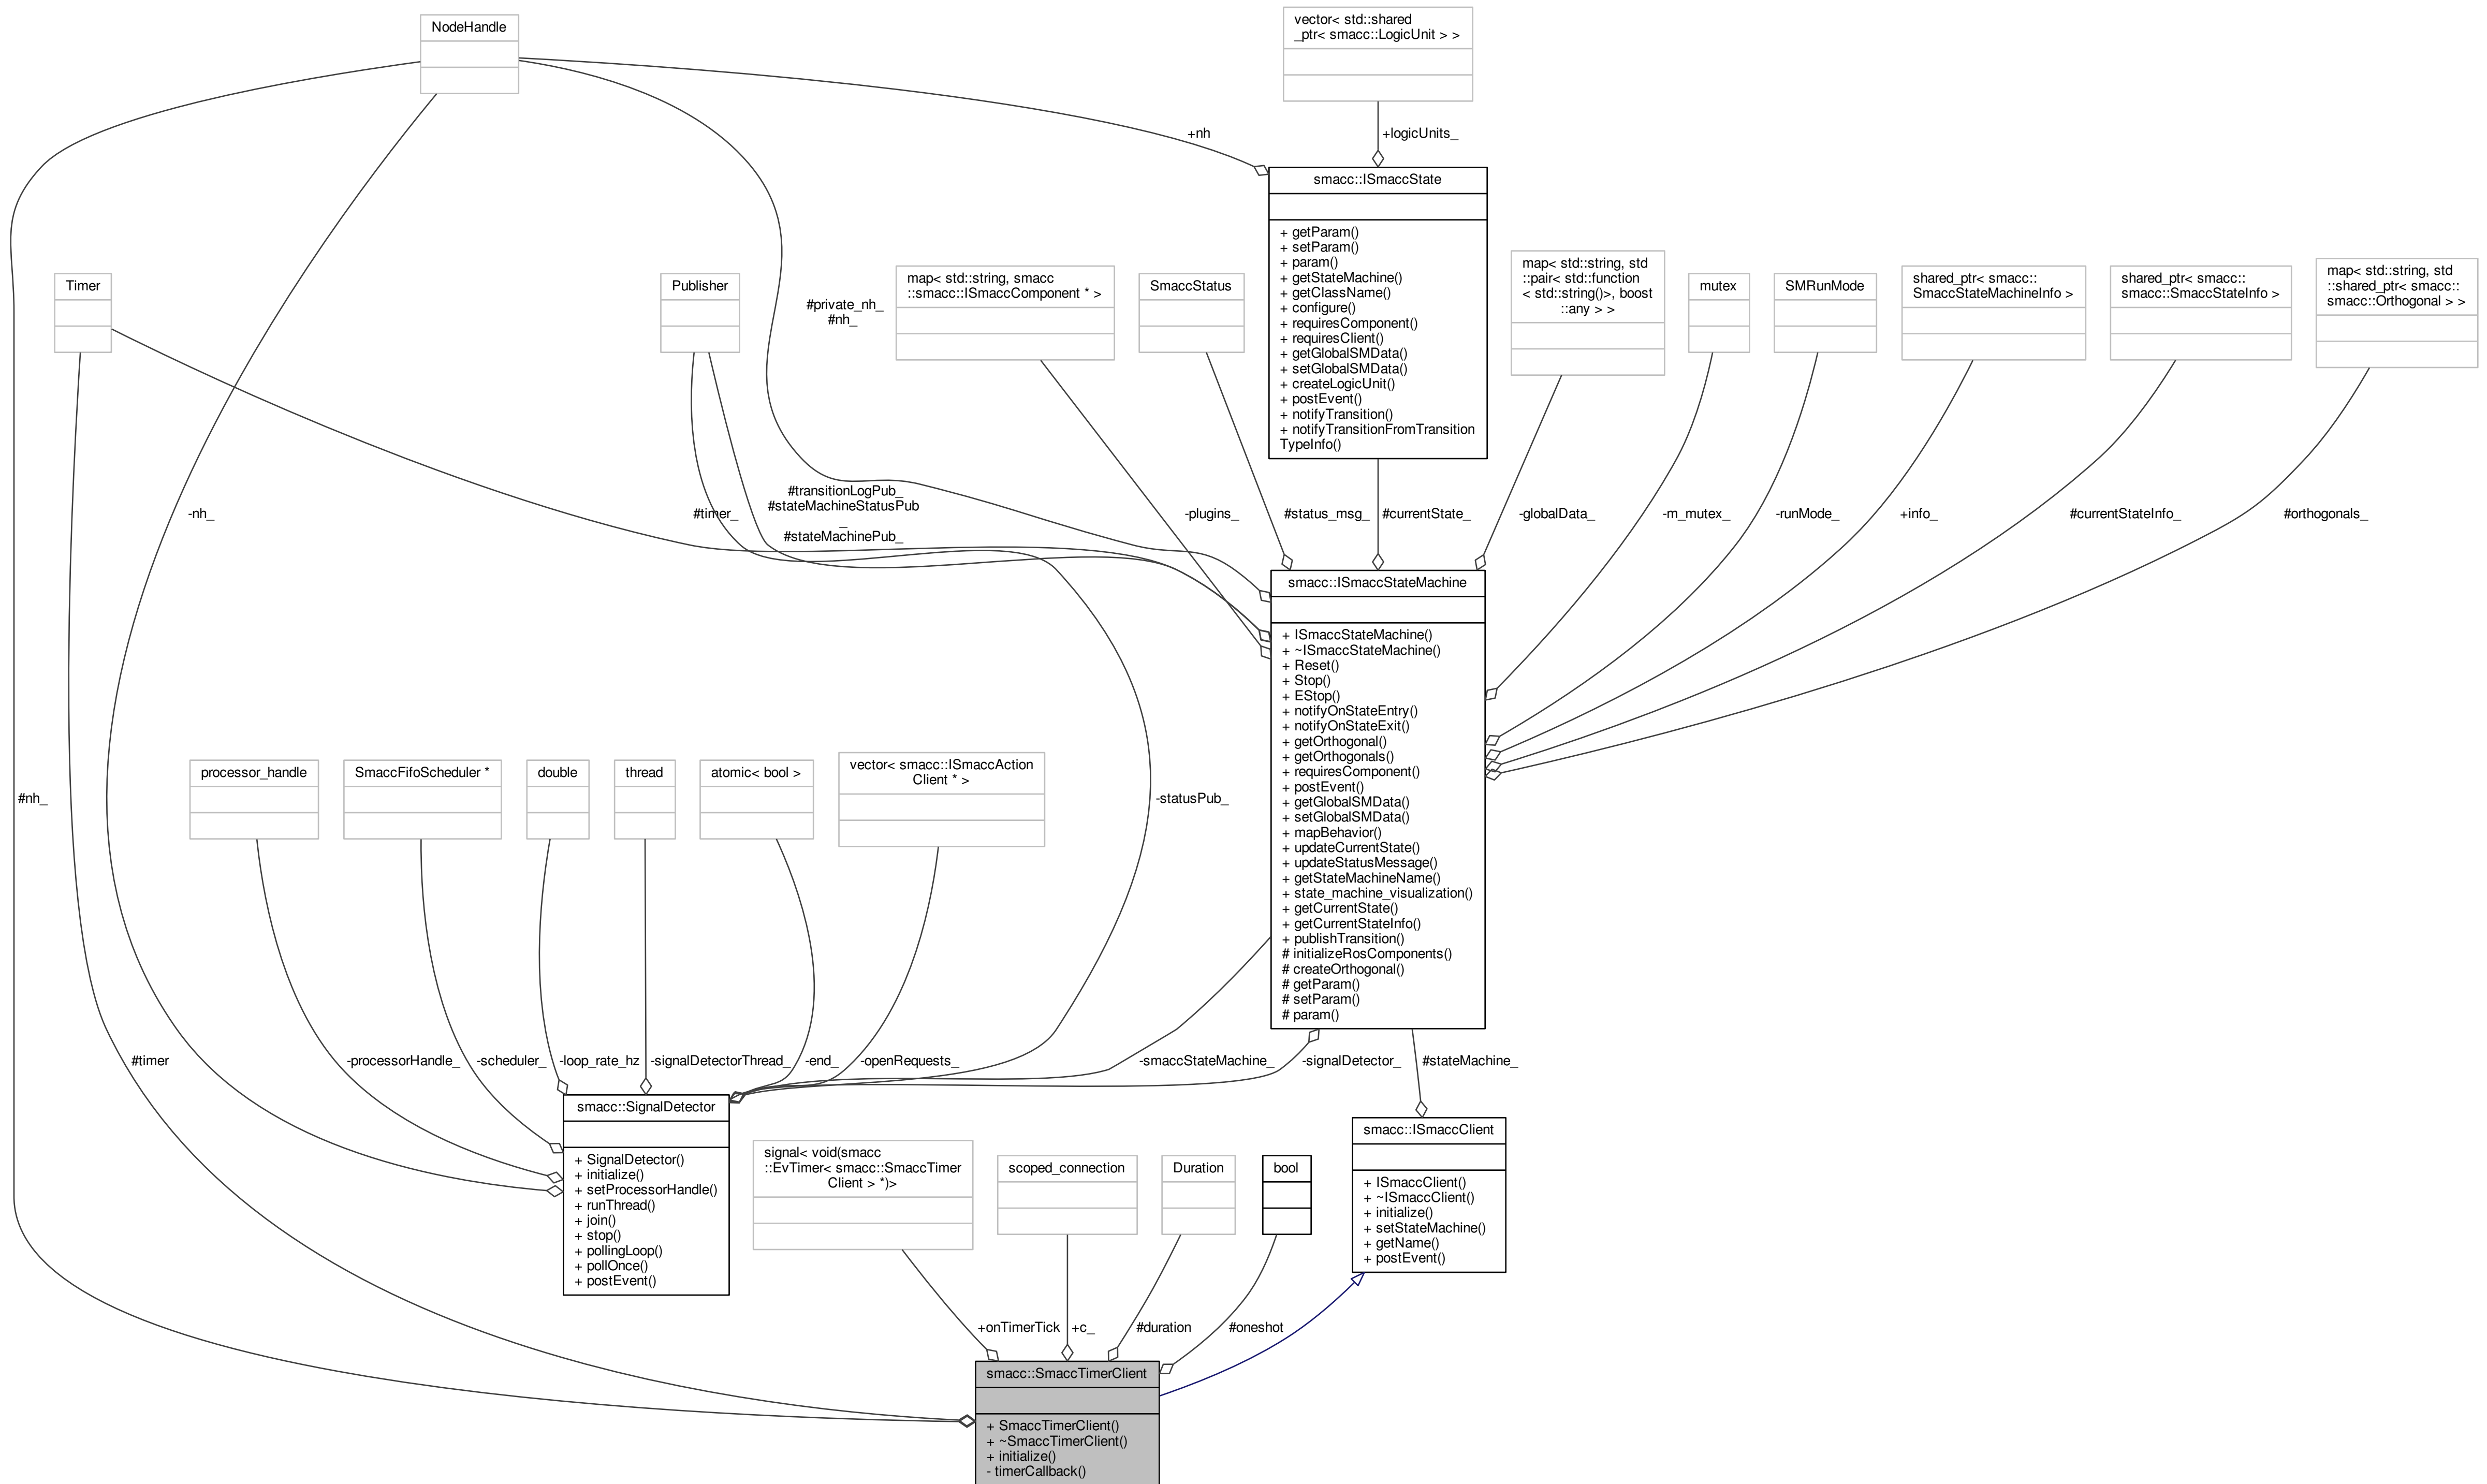 NodeHandle
vector< std::shared
_ptr< smacc::LogicUnit > >
+nh
+logicUnits_
smacc::ISmaccState
+ getParam()
+ setParam()
+ param()
+ getStateMachine()
+ getClassName()
+ configure()
+ requiresComponent()
+ requiresClient()
+ getGlobalSMData()
+ setGlobalSMData()
+ createLogicUnit()
+ postEvent()
+ notifyTransition()
+ notifyTransitionFromTransition
TypeInfo()
Timer
Publisher
#private_nh_
#nh_
map< std::string, smacc
::smacc::ISmaccComponent * >
SmaccStatus
map< std::string, std
::pair< std::function
< std::string()>, boost
::any > >
mutex
SMRunMode
shared_ptr< smacc::
SmaccStateMachineInfo >
shared_ptr< smacc::
smacc::SmaccStateInfo >
map< std::string, std
::shared_ptr< smacc::
smacc::Orthogonal > >
-nh_
#timer_
#transitionLogPub_
#stateMachineStatusPub
_
#stateMachinePub_
-plugins_
#status_msg_
#currentState_
-globalData_
-m_mutex_
-runMode_
+info_
#currentStateInfo_
#orthogonals_
smacc::ISmaccStateMachine
+ ISmaccStateMachine()
+ ~ISmaccStateMachine()
+ Reset()
+ Stop()
+ EStop()
+ notifyOnStateEntry()
+ notifyOnStateExit()
+ getOrthogonal()
+ getOrthogonals()
+ requiresComponent()
+ postEvent()
+ getGlobalSMData()
+ setGlobalSMData()
+ mapBehavior()
+ updateCurrentState()
+ updateStatusMessage()
+ getStateMachineName()
+ state_machine_visualization()
+ getCurrentState()
+ getCurrentStateInfo()
+ publishTransition()
# initializeRosComponents()
# createOrthogonal()
# getParam()
# setParam()
# param()
#nh_
processor_handle
SmaccFifoScheduler *
double
thread
atomic< bool >
vector< smacc::ISmaccAction
Client * >
-statusPub_
#timer
-processorHandle_
-scheduler_
-loop_rate_hz
-signalDetectorThread_
-end_
-openRequests_
-smaccStateMachine_
-signalDetector_
#stateMachine_
smacc::SignalDetector
+ SignalDetector()
+ initialize()
+ setProcessorHandle()
+ runThread()
+ join()
+ stop()
+ pollingLoop()
+ pollOnce()
+ postEvent()
signal< void(smacc
::EvTimer< smacc::SmaccTimer
Client > *)>
scoped_connection
Duration
bool
smacc::ISmaccClient
+ ISmaccClient()
+ ~ISmaccClient()
+ initialize()
+ setStateMachine()
+ getName()
+ postEvent()
+onTimerTick
+c_
#duration
#oneshot
smacc::SmaccTimerClient
+ SmaccTimerClient()
+ ~SmaccTimerClient()
+ initialize()
- timerCallback()